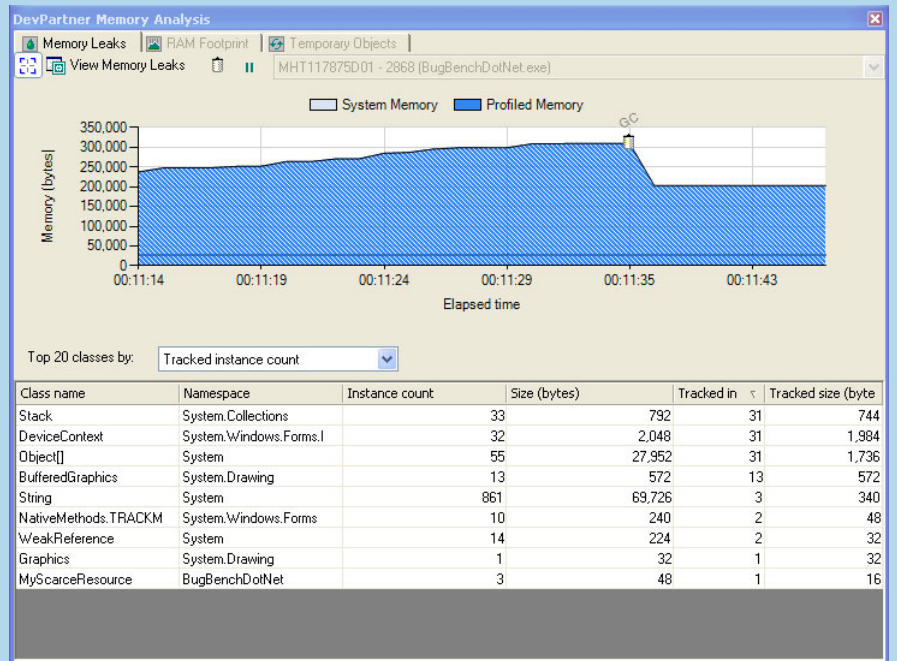 DevPartner Memory Analysis
Memory Leaks RAM Footprint Temporary Objects
View Memory Leaks MHT117875D01 - 2868 (BugBenchDotNet.exe)
System Memory Profiled Memory
GC
350,000
300,000
250,000
200,000
150,000
100,000
50,000
0
Memory (bytes)
00:11:14 00:11:19 00:11:24 00:11:29 00:11:35 00:11:43
Elapsed time
Top 20 classes by: Tracked instance count
Class name Namespace Instance count Size (bytes) Tracked in Tracked size (byte
Stack System.Collections 33 792 31 744
DeviceContext System.Windows.Forms.I 32 2,048 31 1,984
Object[] System 55 27,952 31 1,736
BufferedGraphics System.Drawing 13 572 13 572
String System 861 69,726 3 340
NativeMethods.TRACKM System.Windows.Forms 10 240 2 48
WeakReference System 14 224 2 32
Graphics System.Drawing 1 32 1 32
MyScarceResource BugBenchDotNet 3 48 1 16